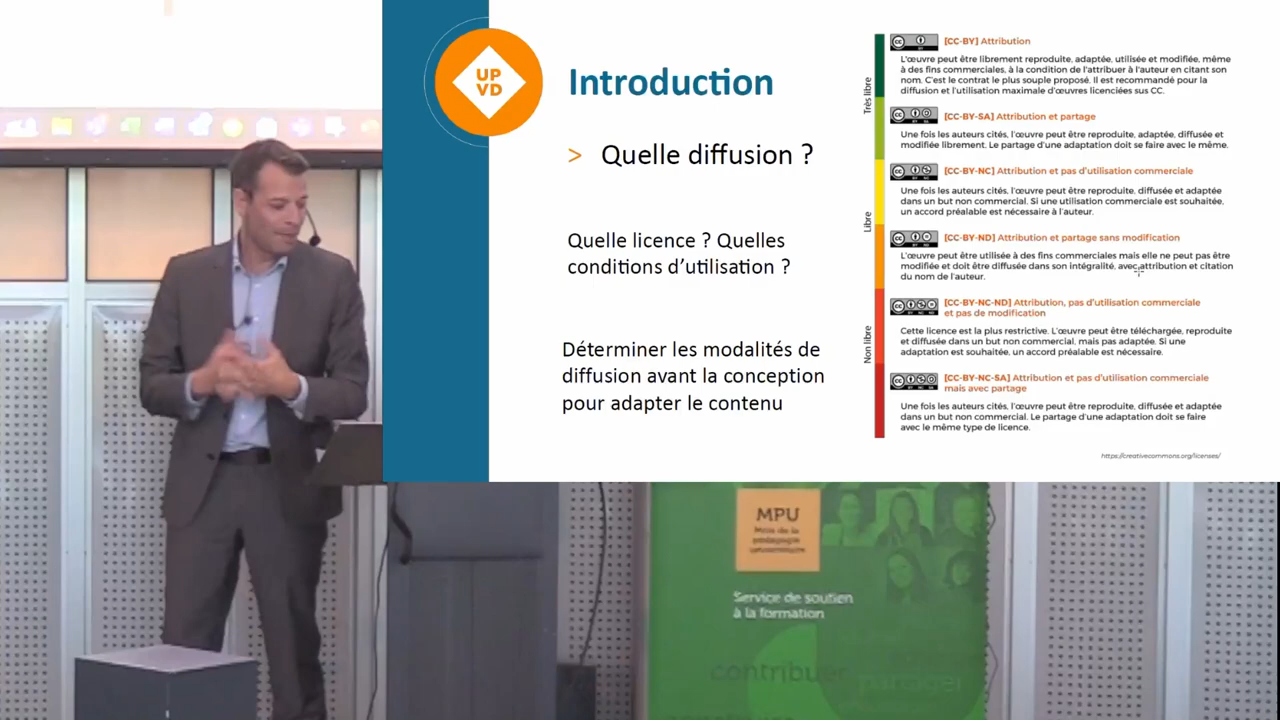 UP
VD
Introduction
> Quelle diffusion ?
Quelle licence ? Quelles
conditions d'utilisation ?
Déterminer les modalités de
diffusion avant la conception
pour adapter le contenu
Très libre
Libre
Non libre
[CC-BY] Attribution
L'œuvre peut être librement reproduite, adaptée, utilisée et modifiée, même
à des fins commerciales, à la condition de l'attribuer à l'auteur en citant son
nom. C'est le contrat le plus souple proposé. Il est recommandé pour la
diffusion et l'utilisation maximale d'œuvres licenciées sus CC.
[CC-BY-SA] Attribution et partage
Une fois les auteurs cités, l'œuvre peut être reproduite, adaptée, diffusée et
modifiée librement. Le partage d'une adaptation doit se faire avec le même.
[CC-BY-NC] Attribution et pas d'utilisation commerciale
Une fois les auteurs cités, l'œuvre peut être reproduite, diffusée et adaptée
dans un but non commercial. Si une utilisation commerciale est souhaitée,
un accord préalable est nécessaire à l'auteur.
[CC-BY-ND] Attribution et partage sans modification
L'œuvre peut être utilisée à des fins commerciales mais elle ne peut pas être
modifiée et doit être diffusée dans son intégralité, avec attribution et citation
du nom de l'auteur.
[CC-BY-NC-ND] Attribution, pas d'utilisation commerciale
et pas de modification
Cette licence est la plus restrictive. L'œuvre peut être téléchargée, reproduite
et diffusée dans un but non commercial, mais pas adaptée. Si une
adaptation est souhaitée, un accord préalable est nécessaire.
[CC-BY-NC-SA] Attribution et pas d'utilisation commerciale
mais avec partage
Une fois les auteurs cités, l'œuvre peut être reproduite, diffusée et adaptée
dans un but non commercial. Le partage d'une adaptation doit se faire
avec le même type de licence.
https://creativecommons.org/licenses/
MPU
Mois de la
pédagogie
universitaire
Service de soutien
à la formation
contribuer
partager